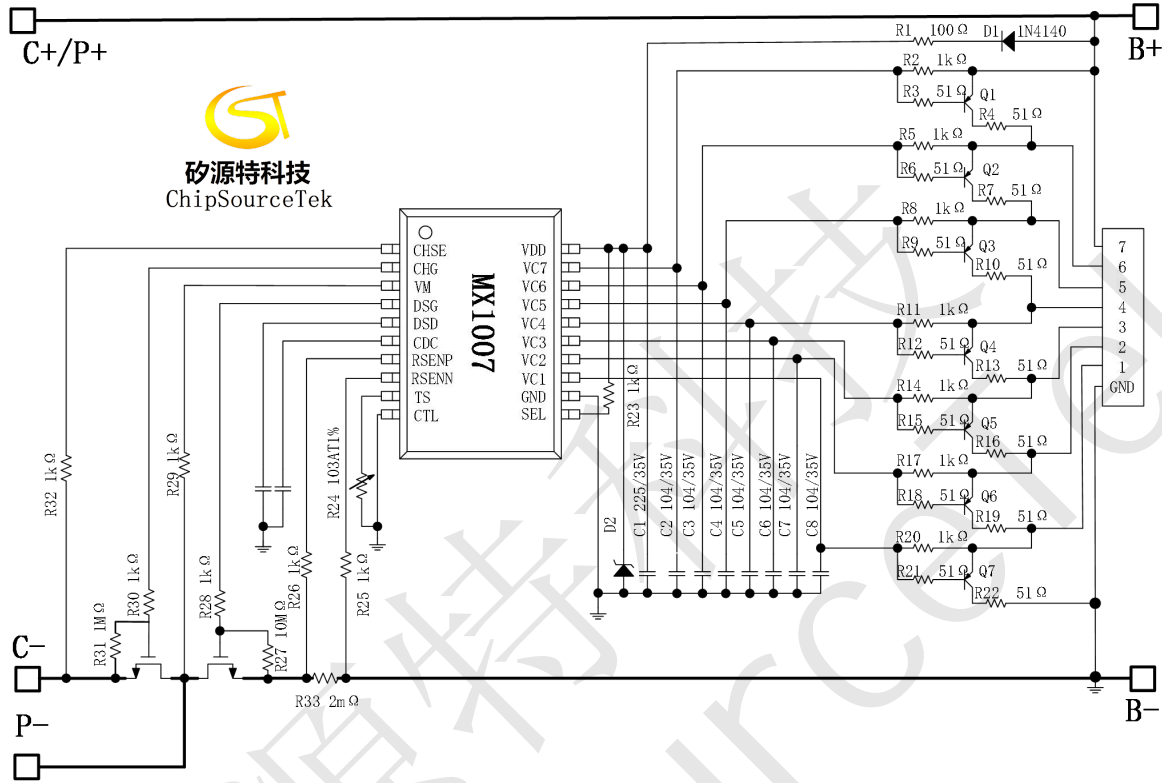 C+/P+
R1 100Ω D1 1N4140
B+
R2 1kΩ
R3 51Ω Q1
R4 51Ω
R5 1kΩ
R6 51Ω Q2
R7 51Ω
R8 1kΩ
R9 51Ω Q3
R10 51Ω
R11 1kΩ
R12 51Ω Q4
R13 51Ω
R14 1kΩ
R15 51Ω Q5
R16 51Ω
R17 1kΩ
R18 51Ω Q6
R19 51Ω
R20 1kΩ
R21 51Ω Q7
R22 51Ω
7
6
5
4
3
2
1
GND
CST
矽源特科技
ChipSourceTek
MX1007
CHSE VDD
CHG VC7
VM VC6
DSG VC5
DSD VC4
CDC VC3
RSENP VC2
RSENN VC1
TS GND
CTL SEL
R23 1kΩ
R32 1kΩ
R29 1kΩ
R24 103AT1%
D2
C1 225/35V
C2 104/35V
C3 104/35V
C4 104/35V
C5 104/35V
C6 104/35V
C7 104/35V
C8 104/35V
R31 1MΩ
R30 1kΩ
R28 1kΩ
R27 10MΩ
R26 1kΩ
R25 1kΩ
R33 2mΩ
C-
P-
B-
源特科技
urceTe